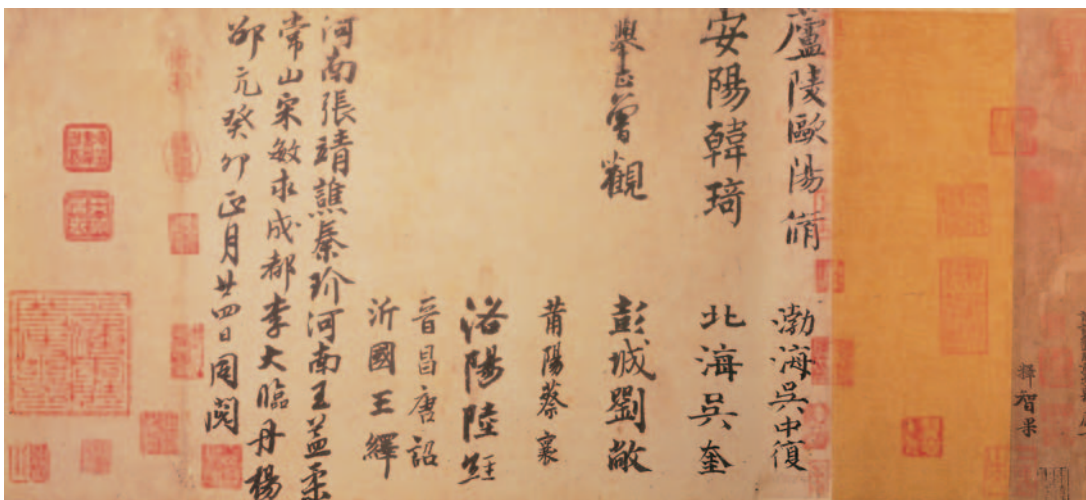 釋智果
廬陵歐陽脩
渤海吳中復
安陽韓琦
北海吳奎
舉正曾觀
彭城劉敞
莆陽蔡襄
洛陽陸經
晉昌唐詔
沂國王繹
河南張靖譙秦玠河南王益柔
常山宋敏求成都李大臨丹楊
邵亢癸卯正月廿四日同閱